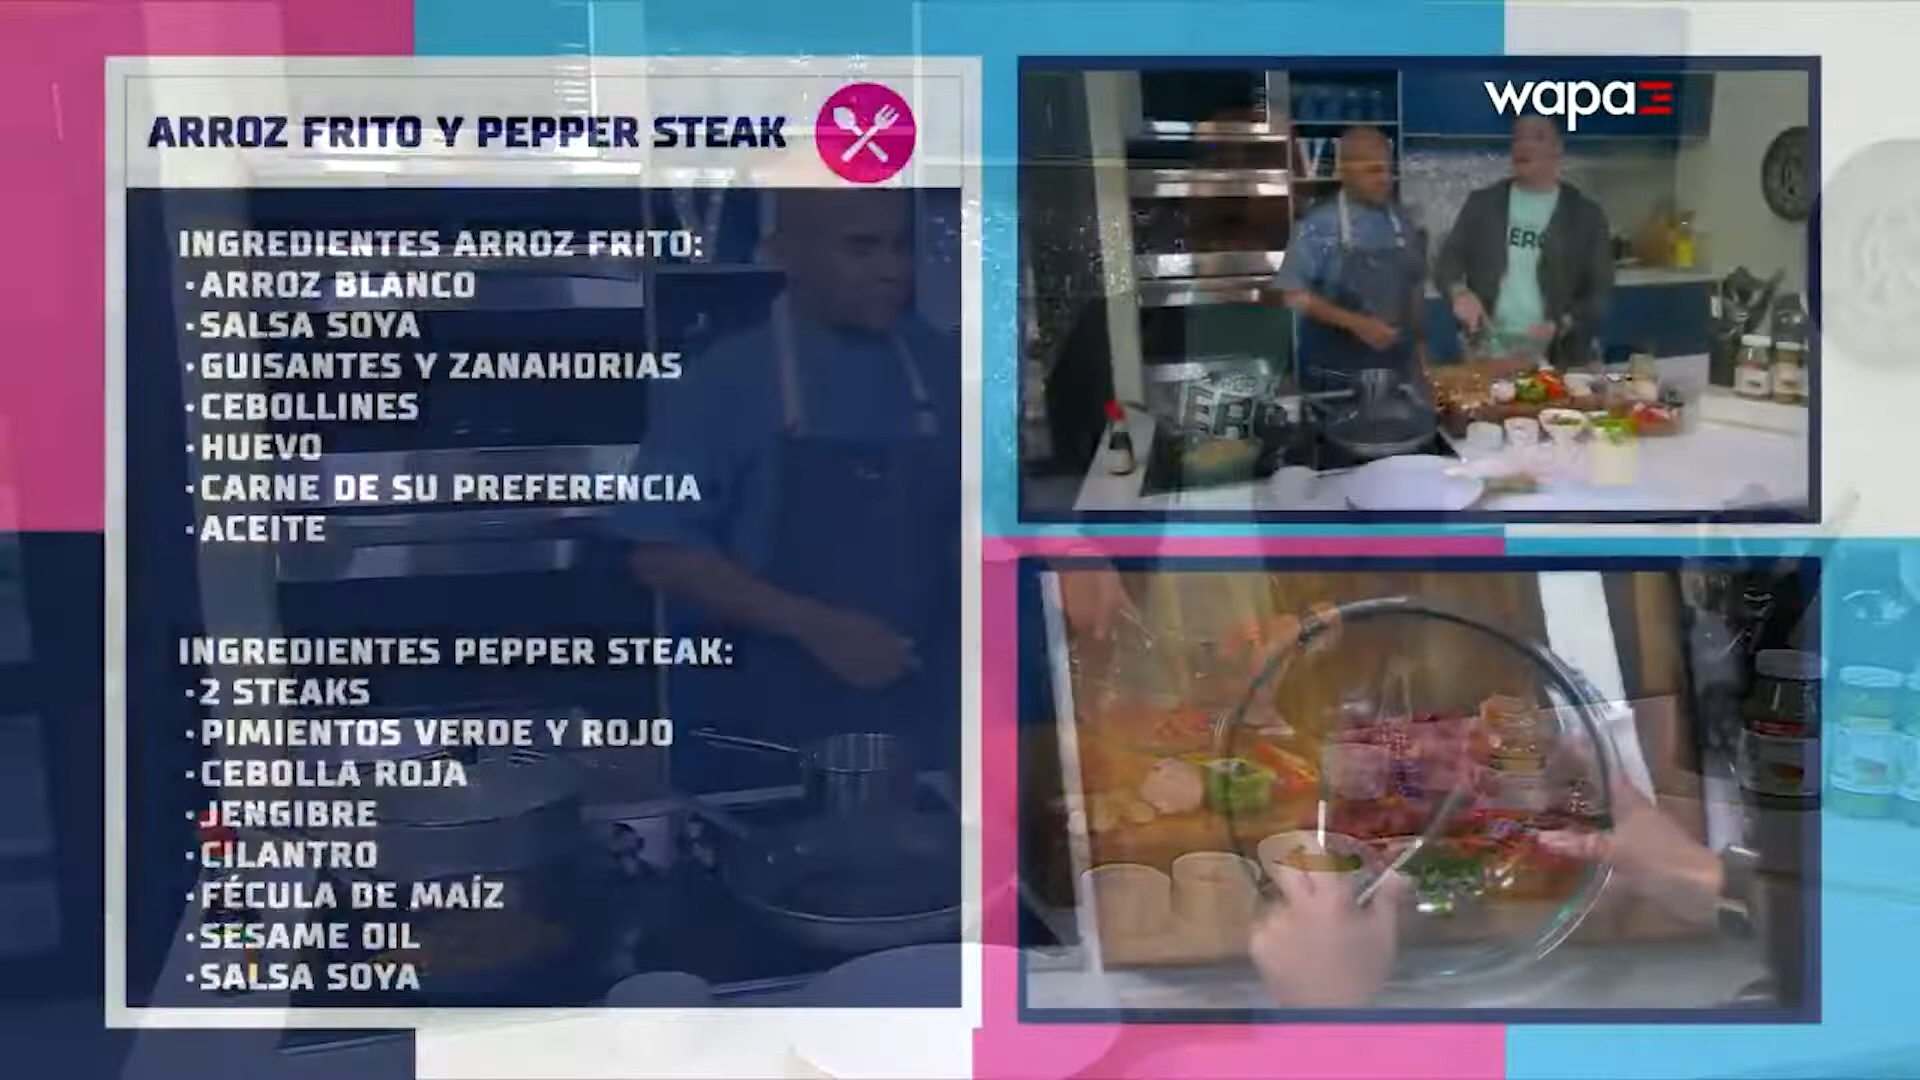 ARROZ FRITO Y PEPPER STEAK
INGREDIENTES ARROZ FRITO:
·ARROZ BLANCO
·SALSA SOYA
·GUISANTES Y ZANAHORIAS
·CEBOLLINES
·HUEVO
·CARNE DE SU PREFERENCIA
·ACEITE
INGREDIENTES PEPPER STEAK:
·2 STEAKS
·PIMIENTOS VERDE Y ROJO
·CEBOLLA ROJA
·JENGIBRE
·CILANTRO
·FÉCULA DE MAÍZ
·SESAME OIL
·SALSA SOYA
wapa